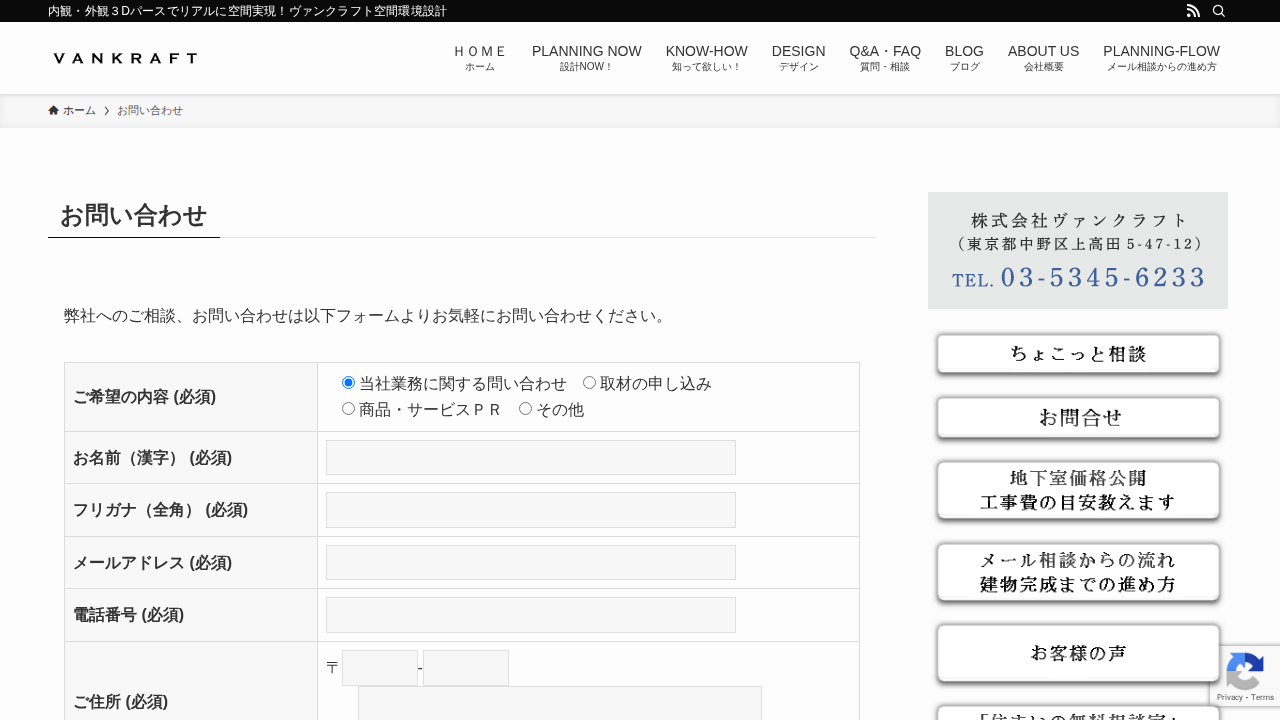 内観・外観３Dパースでリアルに空間実現！ヴァンクラフト空間環境設計
VANKRAFT
ＨＯＭＥ
ホーム
PLANNING NOW
設計NOW！
KNOW-HOW
知って欲しい！
DESIGN
デザイン
Q&A・FAQ
質問・相談
BLOG
ブログ
ABOUT US
会社概要
PLANNING-FLOW
メール相談からの進め方
ホーム
お問い合わせ
お問い合わせ
弊社へのご相談、お問い合わせは以下フォームよりお気軽にお問い合わせください。
ご希望の内容 (必須)
当社業務に関する問い合わせ 取材の申し込み
商品・サービスＰＲ その他
お名前（漢字） (必須)
フリガナ（全角） (必須)
メールアドレス (必須)
電話番号 (必須)
ご住所 (必須)
〒 -
株式会社ヴァンクラフト
（東京都中野区上高田5-47-12）
TEL. 03-5345-6233
ちょこっと相談
お問合せ
地下室価格公開
工事費の目安教えます
メール相談からの流れ
建物完成までの進め方
お客様の声
「住まいの無料相談室」
Privacy - Terms